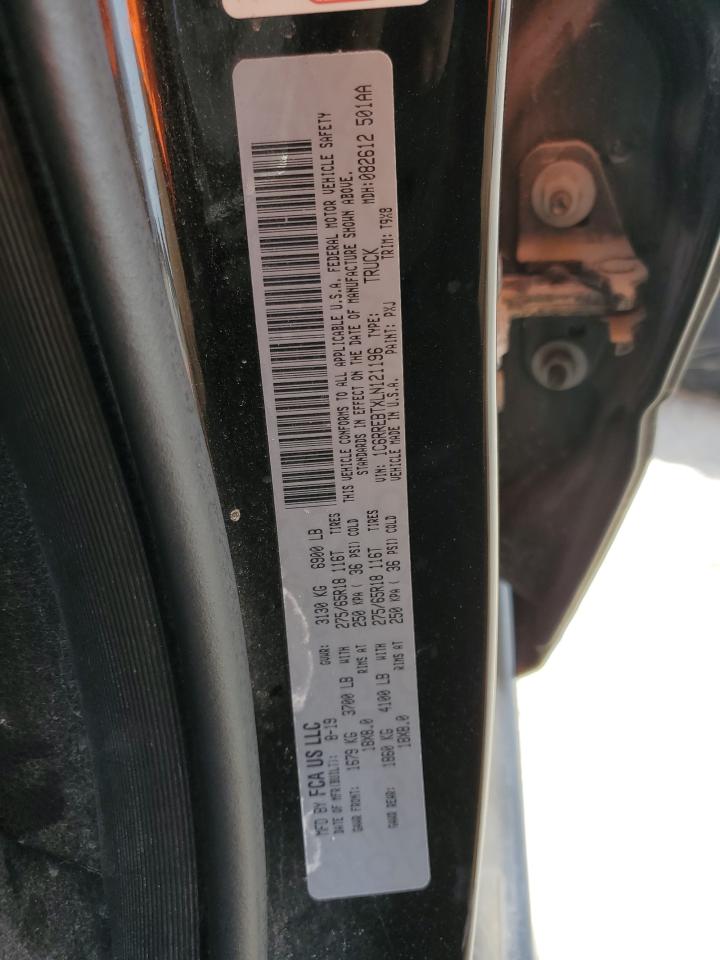 MFD BY FCA US LLC
DATE OF MFR(BUILT): 8-19 GVWR: 3130 KG 6900 LB
GAWR FRONT: 1679 KG 3700 LB WITH 275/65R18 116T TIRES
18X8.0 RIMS AT 250 KPA ( 36 PSI) COLD
GAWR REAR: 1860 KG 4100 LB WITH 275/65R18 116T TIRES
18X8.0 RIMS AT 250 KPA ( 36 PSI) COLD
THIS VEHICLE CONFORMS TO ALL APPLICABLE U.S.A. FEDERAL MOTOR VEHICLE SAFETY
STANDARDS IN EFFECT ON THE DATE OF MANUFACTURE SHOWN ABOVE.
VIN: 1C6RREBTXLN121196 TYPE: TRUCK MDH:082612 501AA
VEHICLE MADE IN U.S.A. PAINT: PXJ TRIM: T9X8